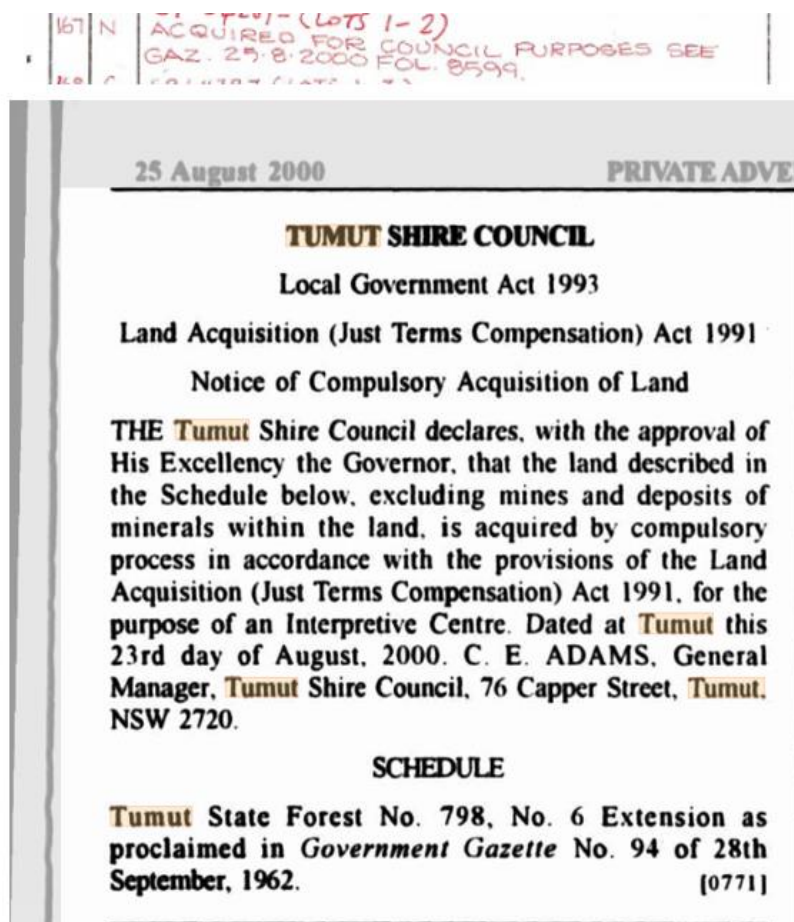 (LOTS 1-2)
167 N ACQUIRED FOR COUNCIL PURPOSES SEE
GAZ. 25.8.2000 FOL. 8599.
25 August 2000 PRIVATE ADVE
TUMUT SHIRE COUNCIL
Local Government Act 1993
Land Acquisition (Just Terms Compensation) Act 1991
Notice of Compulsory Acquisition of Land
THE Tumut Shire Council declares, with the approval of
His Excellency the Governor, that the land described in
the Schedule below, excluding mines and deposits of
minerals within the land, is acquired by compulsory
process in accordance with the provisions of the Land
Acquisition (Just Terms Compensation) Act 1991, for the
purpose of an Interpretive Centre. Dated at Tumut this
23rd day of August, 2000. C. E. ADAMS, General
Manager, Tumut Shire Council, 76 Capper Street, Tumut,
NSW 2720.
SCHEDULE
Tumut State Forest No. 798, No. 6 Extension as
proclaimed in Government Gazette No. 94 of 28th
September, 1962. [0771]